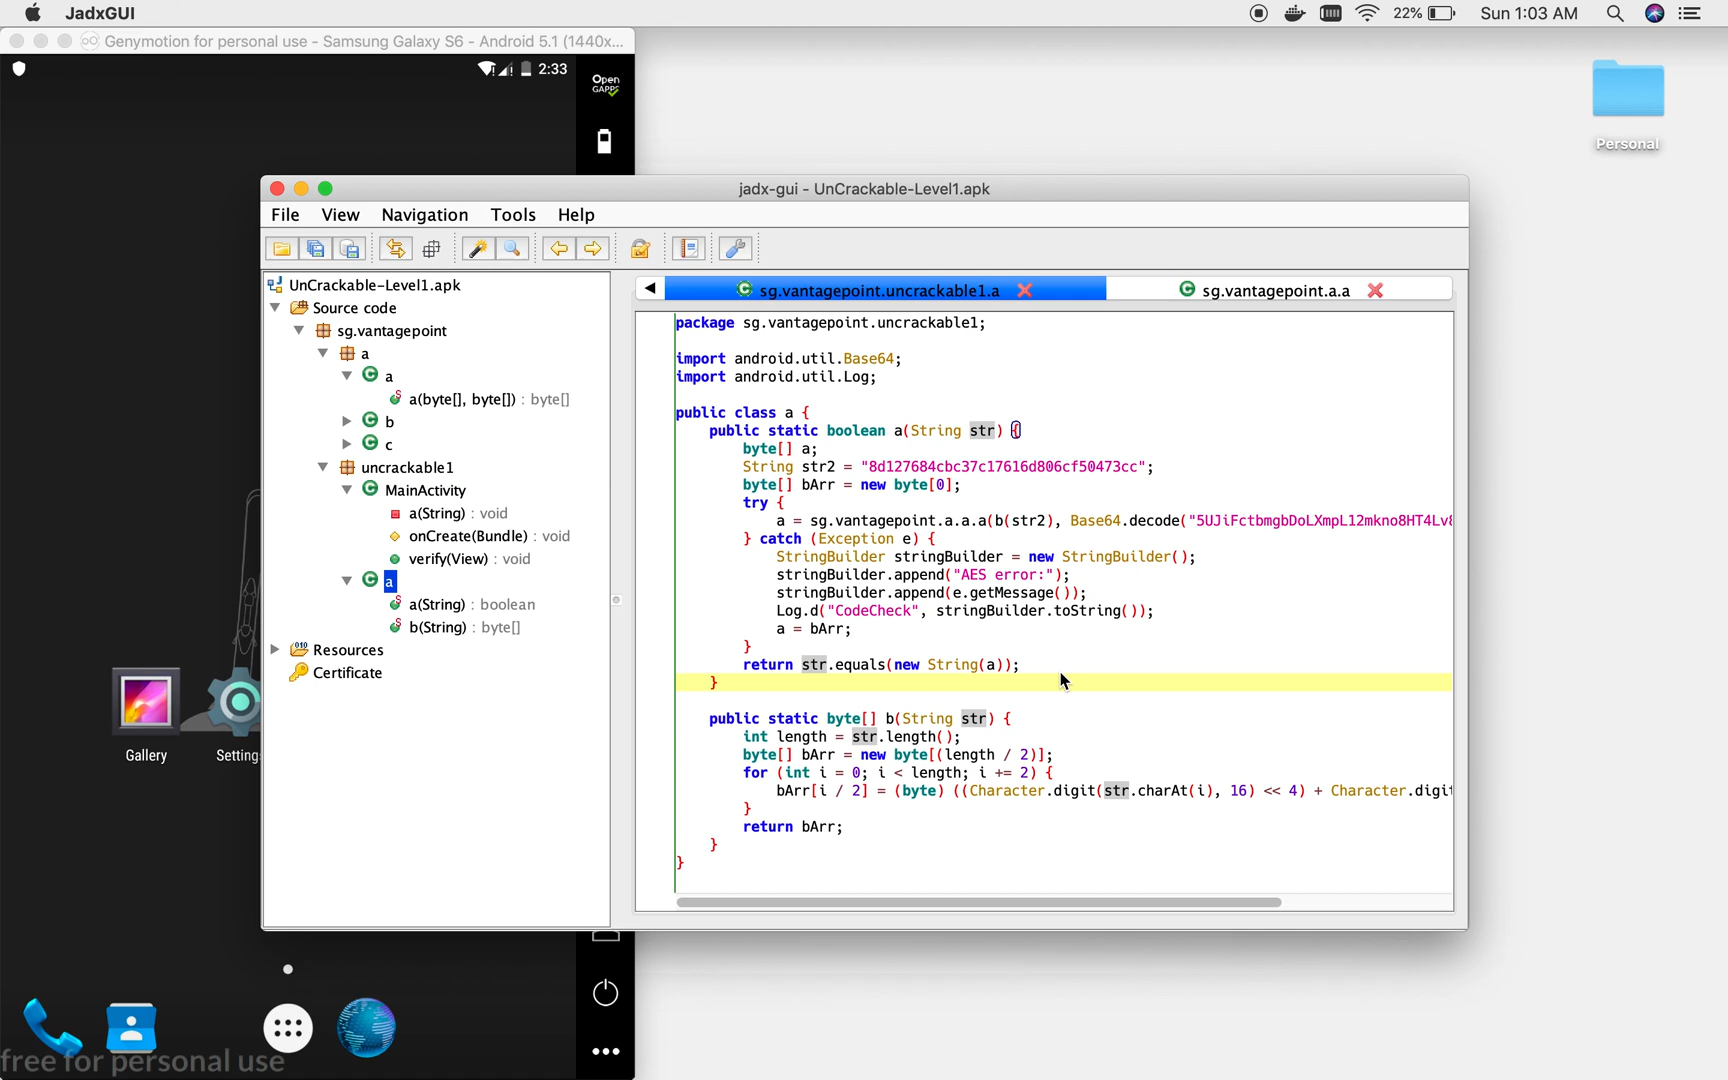 JadxGUI
22%
Sun 1:03 AM
Genymotion for personal use - Samsung Galaxy S6 - Android 5.1 (1440x...
2:33
Open
GAPPS
Personal
jadx-gui - UnCrackable-Level1.apk
File View Navigation Tools Help
UnCrackable-Level1.apk
Source code
sg.vantagepoint
a
a
a(byte[], byte[]) : byte[]
b
c
uncrackable1
MainActivity
a(String) : void
onCreate(Bundle) : void
verify(View) : void
a
a(String) : boolean
b(String) : byte[]
Resources
Certificate
sg.vantagepoint.uncrackable1.a
sg.vantagepoint.a.a
package sg.vantagepoint.uncrackable1;
import android.util.Base64;
import android.util.Log;
public class a {
public static boolean a(String str) {
byte[] a;
String str2 = "8d127684cbc37c17616d806cf50473cc";
byte[] bArr = new byte[0];
try {
a = sg.vantagepoint.a.a.a(b(str2), Base64.decode("5UJiFctbmgbDoLXmpL12mkno8HT4Lv8
} catch (Exception e) {
StringBuilder stringBuilder = new StringBuilder();
stringBuilder.append("AES error:");
stringBuilder.append(e.getMessage());
Log.d("CodeCheck", stringBuilder.toString());
a = bArr;
}
return str.equals(new String(a));
}
public static byte[] b(String str) {
int length = str.length();
byte[] bArr = new byte[(length / 2)];
for (int i = 0; i < length; i += 2) {
bArr[i / 2] = (byte) ((Character.digit(str.charAt(i), 16) << 4) + Character.digit
}
return bArr;
}
}
Gallery
Settings
free for personal use